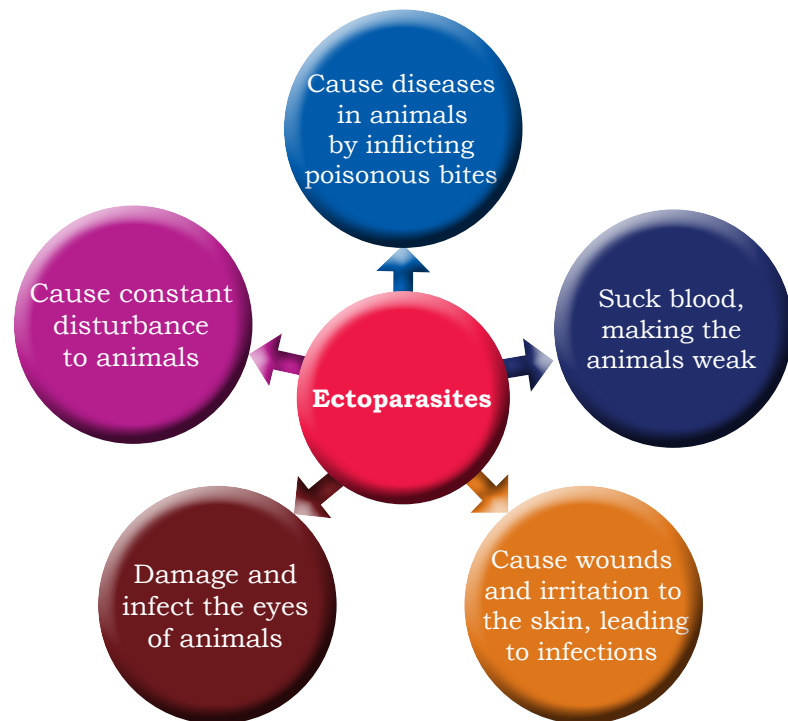 Cause diseases
in animals
by inflicting
poisonous bites
Cause constant
disturbance
to animals
Suck blood,
making the
animals weak
Ectoparasites
Damage and
infect the eyes
of animals
Cause wounds
and irritation to
the skin, leading
to infections